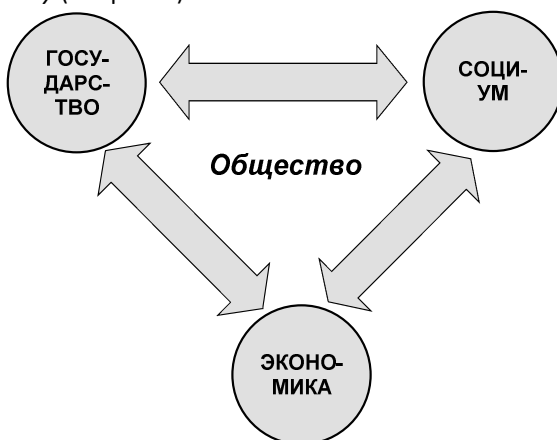 ГОСУ-
ДАРС-
ТВО
СОЦИ-
УМ
Общество
ЭКОНО-
МИКА